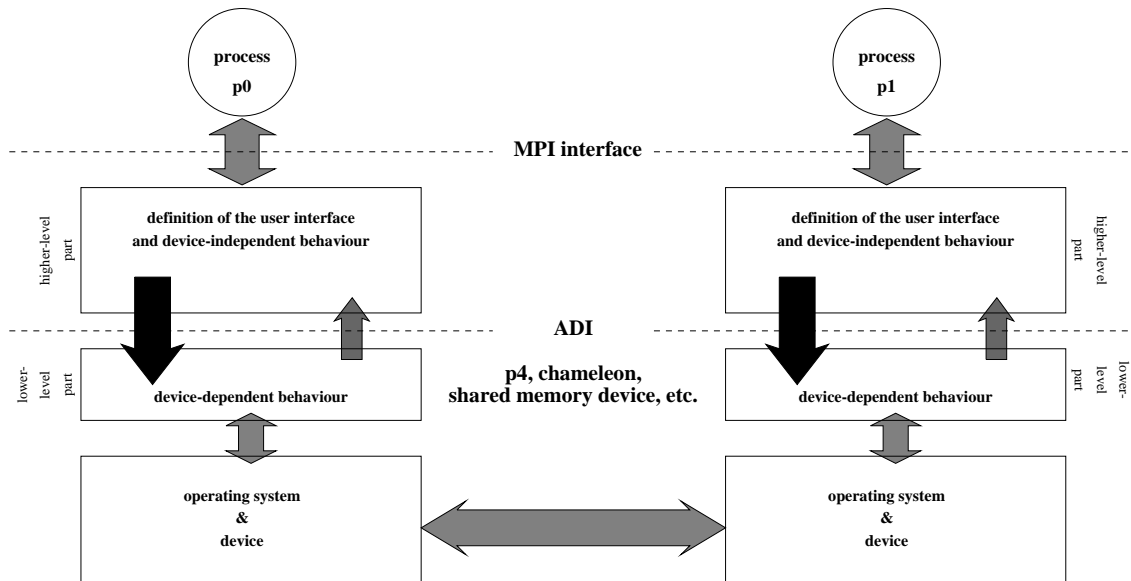 process
p0
process
p1
MPI interface
higher-level
part
definition of the user interface
and device-independent behaviour
definition of the user interface
and device-independent behaviour
higher-level
part
ADI
lower-
level
part
device-dependent behaviour
p4, chameleon,
shared memory device, etc.
device-dependent behaviour
lower-
level
part
operating system
&
device
operating system
&
device